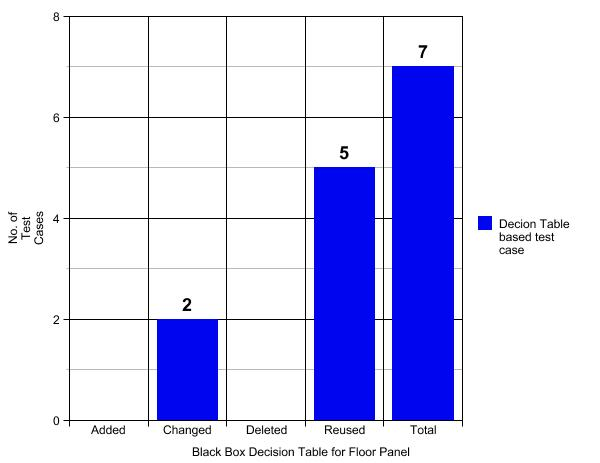 8
7
6
5
No. of
Test
Cases
4
Decion Table
based test
case
2
2
0
Added Changed Deleted Reused Total
Black Box Decision Table for Floor Panel